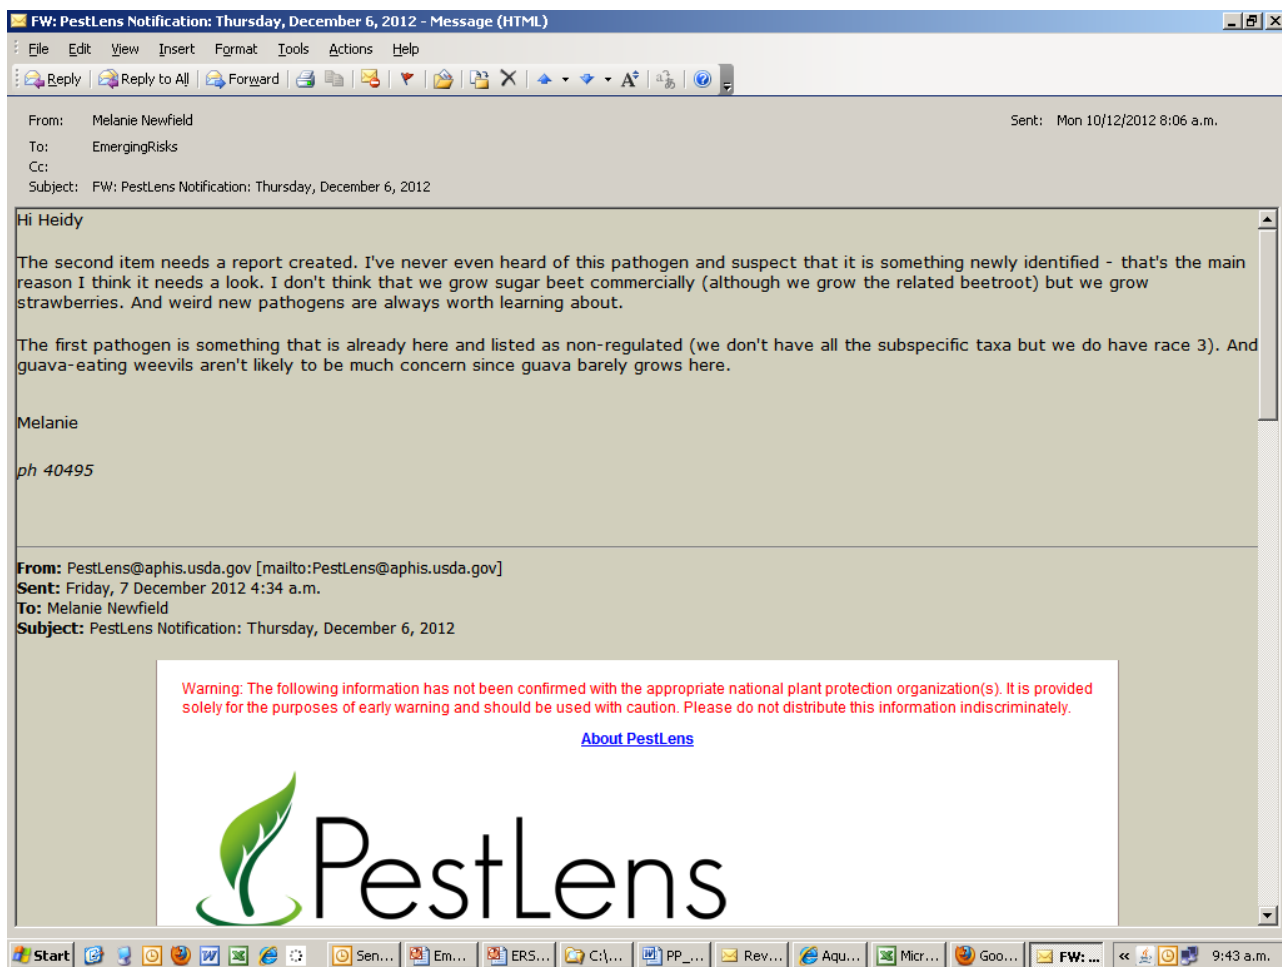 FW: PestLens Notification: Thursday, December 6, 2012 - Message (HTML)
File Edit View Insert Format Tools Actions Help
Reply Reply to All Forward
From: Melanie Newfield Sent: Mon 10/12/2012 8:06 a.m.
To: EmergingRisks
Cc:
Subject: FW: PestLens Notification: Thursday, December 6, 2012
Hi Heidy
The second item needs a report created. I've never even heard of this pathogen and suspect that it is something newly identified - that's the main
reason I think it needs a look. I don't think that we grow sugar beet commercially (although we grow the related beetroot) but we grow
strawberries. And weird new pathogens are always worth learning about.
The first pathogen is something that is already here and listed as non-regulated (we don't have all the subspecific taxa but we do have race 3). And
guava-eating weevils aren't likely to be much concern since guava barely grows here.
Melanie
ph 40495
From: PestLens@aphis.usda.gov [mailto:PestLens@aphis.usda.gov]
Sent: Friday, 7 December 2012 4:34 a.m.
To: Melanie Newfield
Subject: PestLens Notification: Thursday, December 6, 2012
Warning: The following information has not been confirmed with the appropriate national plant protection organization(s). It is provided
solely for the purposes of early warning and should be used with caution. Please do not distribute this information indiscriminately.
About PestLens
PestLens
Start Sen... Em... ERS... C:\... PP_... Rev... Aqu... Micr... Goo... FW: ... « 9:43 a.m.